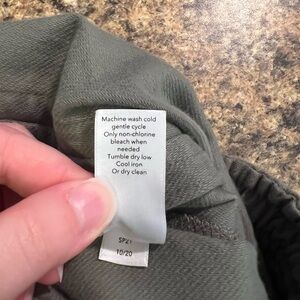 Machine wash cold
gentle cycle
Only non-chlorine
bleach when
needed
Tumble dry low
Cool iron
Or dry clean
SP21
10/20